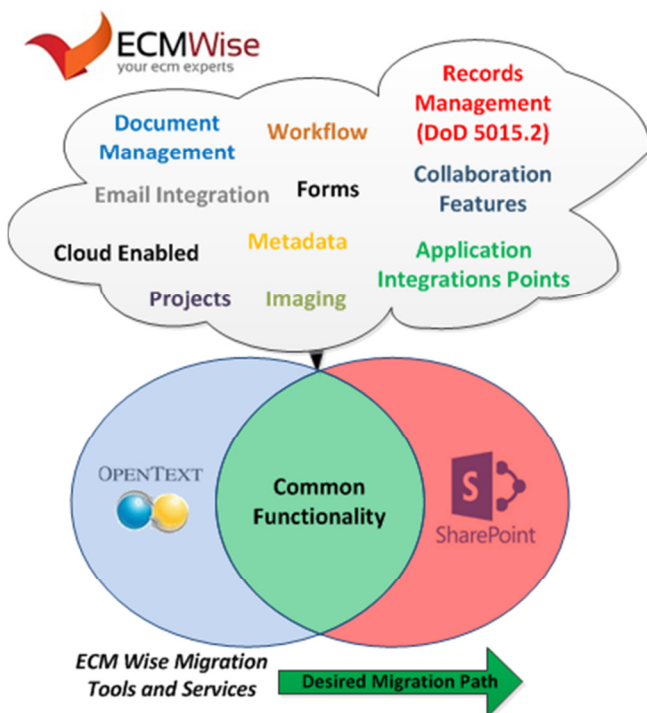 ECMWise
your ecm experts
Records
Management
(DoD 5015.2)
Document
Management
Workflow
Email Integration
Forms
Collaboration
Features
Cloud Enabled
Metadata
Application
Integrations Points
Projects
Imaging
OPENTEXT
Common
Functionality
S
SharePoint
ECM Wise Migration
Tools and Services
Desired Migration Path